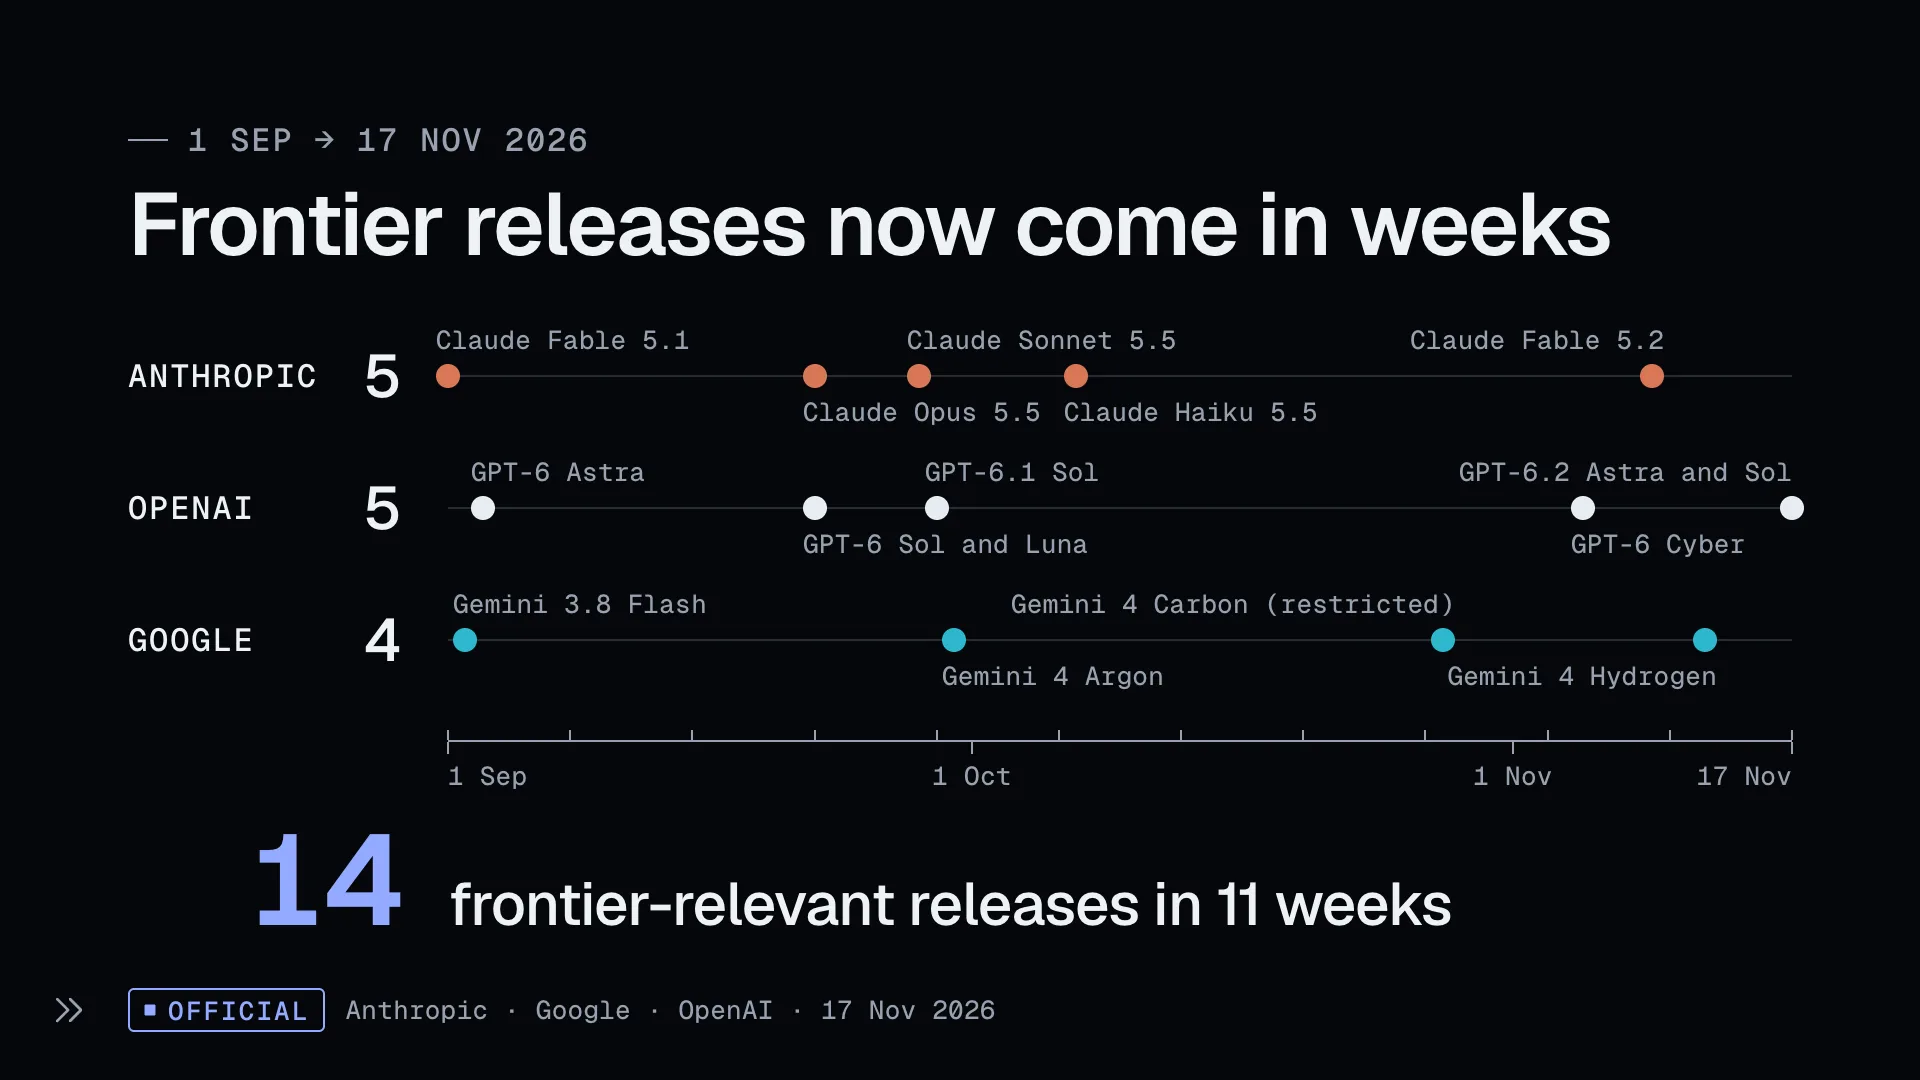 1 SEP → 17 NOV 2026
Frontier releases now come in weeks
Claude Fable 5.1
Claude Sonnet 5.5
Claude Fable 5.2
ANTHROPIC 5
Claude Opus 5.5
Claude Haiku 5.5
GPT-6 Astra
GPT-6.1 Sol
GPT-6.2 Astra and Sol
OPENAI 5
GPT-6 Sol and Luna
GPT-6 Cyber
Gemini 3.8 Flash
Gemini 4 Carbon (restricted)
GOOGLE 4
Gemini 4 Argon
Gemini 4 Hydrogen
1 Sep
1 Oct
1 Nov
17 Nov
14 frontier-relevant releases in 11 weeks
OFFICIAL Anthropic · Google · OpenAI · 17 Nov 2026